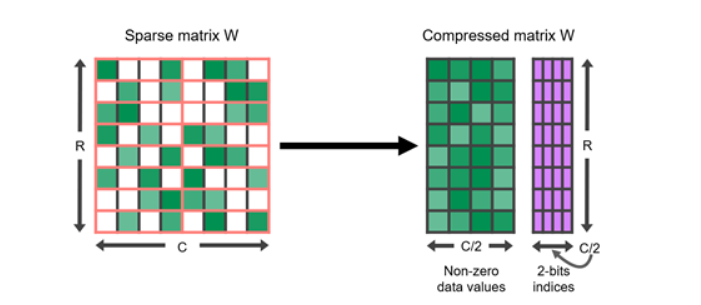 Sparse matrix W
Compressed matrix W
R
R
C
C/2
C/2
Non-zero
data values
2-bits
indices